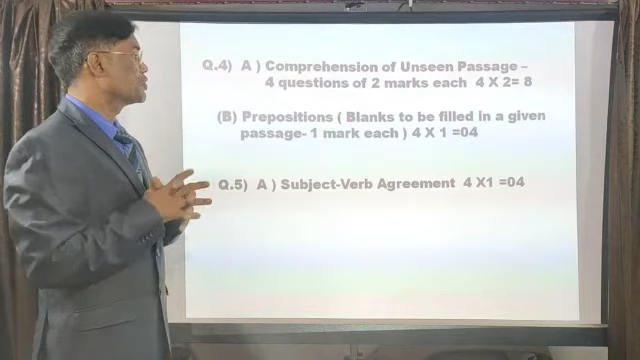 Q.4) A ) Comprehension of Unseen Passage –
4 questions of 2 marks each 4 X 2= 8
(B) Prepositions ( Blanks to be filled in a given
passage- 1 mark each ) 4 X 1 =04
Q.5) A ) Subject-Verb Agreement 4 X1 =04